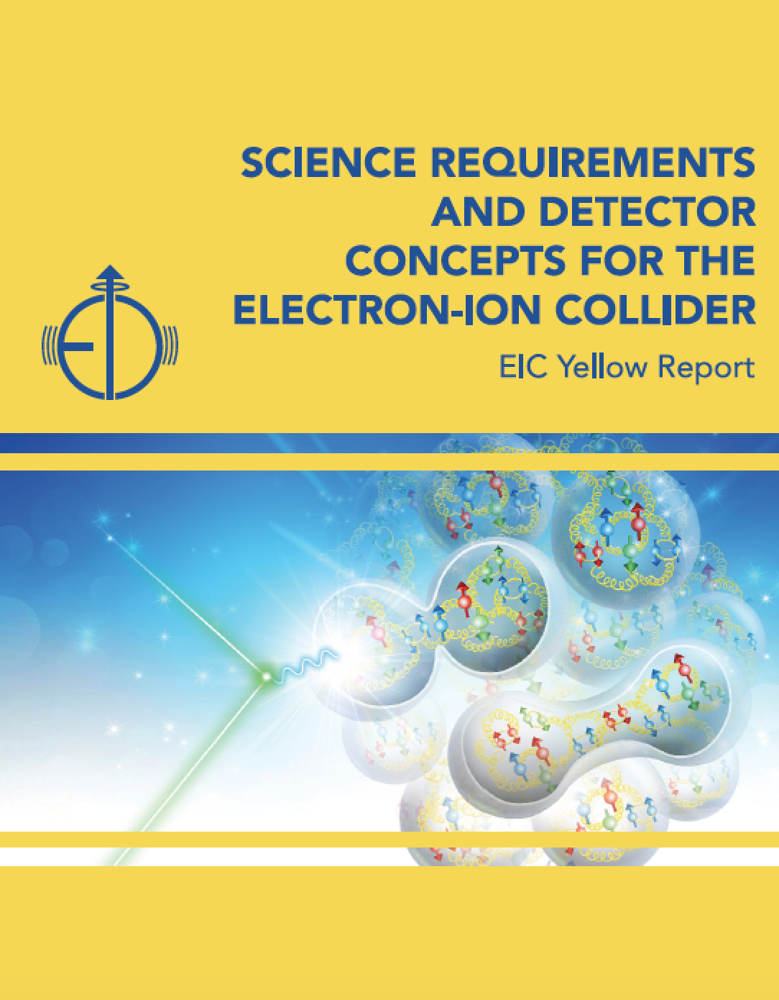 SCIENCE REQUIREMENTS
AND DETECTOR
CONCEPTS FOR THE
ELECTRON-ION COLLIDER
EIC Yellow Report